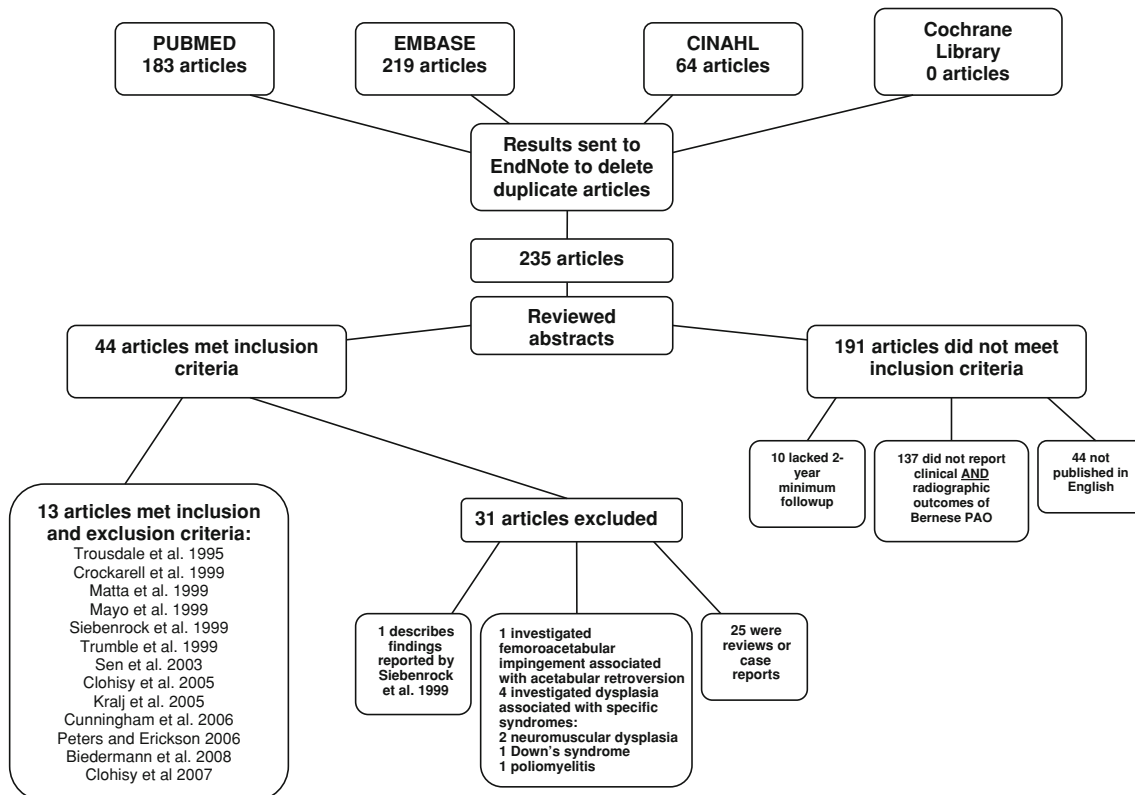 PUBMED
183 articles
EMBASE
219 articles
CINAHL
64 articles
Cochrane
Library
0 articles
Results sent to
EndNote to delete
duplicate articles
235 articles
Reviewed
abstracts
44 articles met inclusion
criteria
191 articles did not meet
inclusion criteria
10 lacked 2-
year
minimum
followup
137 did not report
clinical AND
radiographic
outcomes of
Bernese PAO
44 not
published in
English
13 articles met inclusion
and exclusion criteria:
Trousdale et al. 1995
Crockarell et al. 1999
Matta et al. 1999
Mayo et al. 1999
Siebenrock et al. 1999
Trumble et al. 1999
Sen et al. 2003
Clohisy et al. 2005
Kralj et al. 2005
Cunningham et al. 2006
Peters and Erickson 2006
Biedermann et al. 2008
Clohisy et al 2007
31 articles excluded
1 describes
findings
reported by
Siebenrock
et al. 1999
1 investigated
femoroacetabular
impingement associated
with acetabular retroversion
4 investigated dysplasia
associated with specific
syndromes:
2 neuromuscular dysplasia
1 Down's syndrome
1 poliomyelitis
25 were
reviews or
case
reports